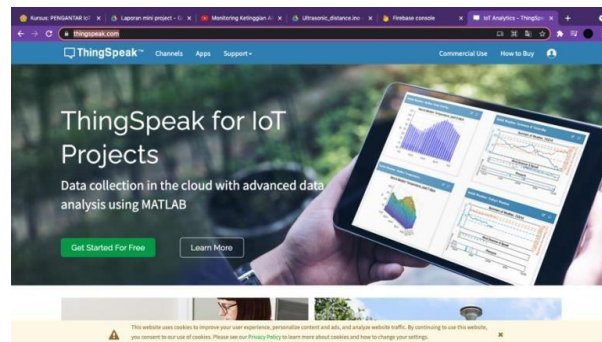 Kursus: PENGANTAR IoT
Laporan mini project -
Monitoring Ketinggian
Ultrasonic_distance.ino
Firebase console
IoT Analytics - ThingSpe
thingspeak.com
ThingSpeak™ Channels Apps Support
Commercial Use How to Buy
ThingSpeak for IoT
Projects
Data collection in the cloud with advanced data
analysis using MATLAB
Get Started For Free
Learn More
This website uses cookies to improve your user experience, personalize content and ads, and analyze website traffic. By continuing to use this website,
you consent to our use of cookies. Please see our Privacy Policy to learn more about cookies and how to change your settings.